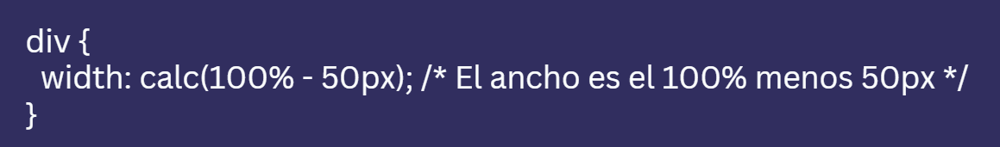 div {
width: calc(100% - 50px); /* El ancho es el 100% menos 50px */
}